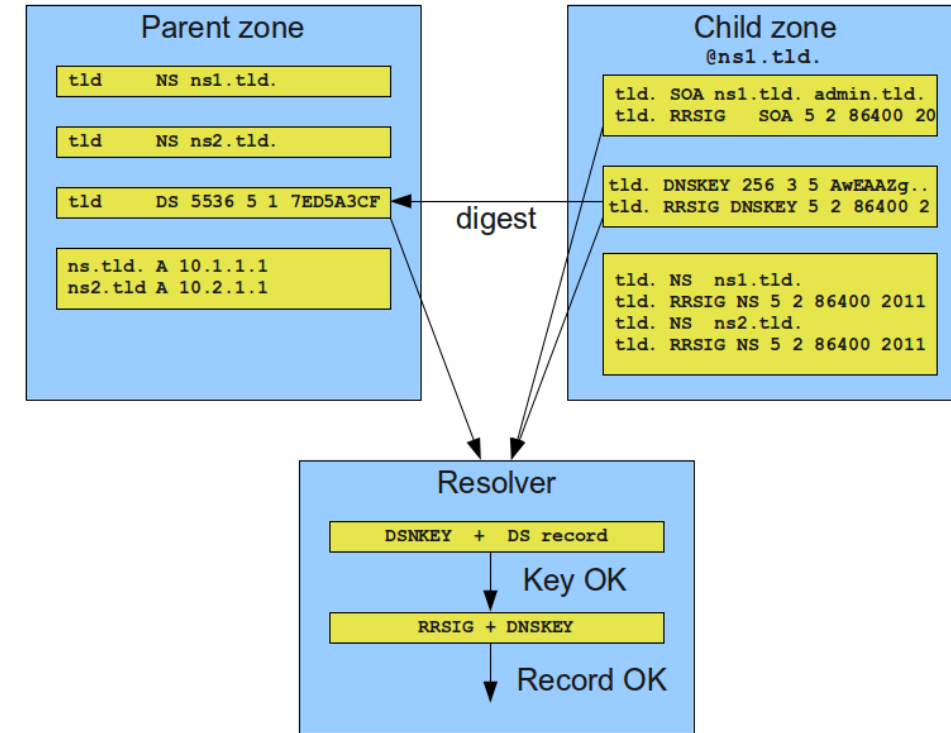 Parent zone
tld NS ns1.tld.
tld NS ns2.tld.
tld DS 5536 5 1 7ED5A3CF
ns.tld. A 10.1.1.1
ns2.tld A 10.2.1.1
Child zone
@ns1.tld.
tld. SOA ns1.tld. admin.tld.
tld. RRSIG SOA 5 2 86400 20
tld. DNSKEY 256 3 5 AwEAAZg..
tld. RRSIG DNSKEY 5 2 86400 2
tld. NS ns1.tld.
tld. RRSIG NS 5 2 86400 2011
tld. NS ns2.tld.
tld. RRSIG NS 5 2 86400 2011
digest
Resolver
DSNKEY + DS record
Key OK
RRSIG + DNSKEY
Record OK